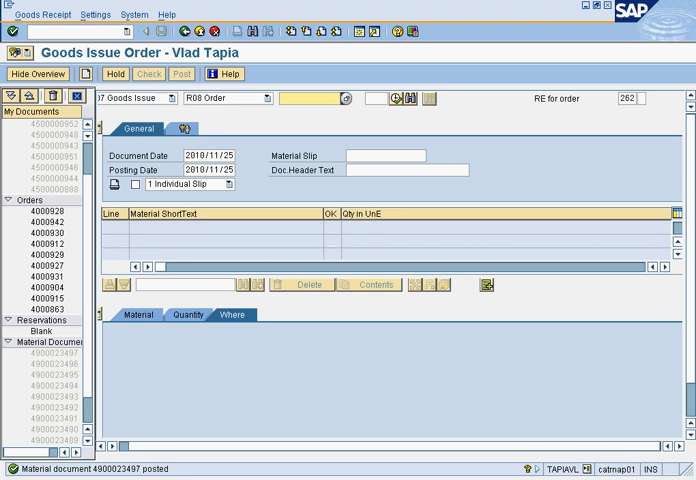 Goods Receipt Settings System Help
SAP
Goods Issue Order - Vlad Tapia
Hide Overview Hold Check Post Help
My Documents
4500000952
4500000948
4500000943
4500000951
4500000946
4500000944
4500000888
Orders
4000928
4000942
4000930
4000912
4000929
4000927
4000931
4000904
4000915
4000863
Reservations
Blank
Material Documen
4900023497
4900023496
4900023495
4900023494
4900023493
4900023492
4900023491
4900023490
4900023489
07 Goods Issue R08 Order RE for order 262
General
Document Date 2010/11/25 Material Slip
Posting Date 2010/11/25 Doc.Header Text
1 Individual Slip
Line Material ShortText OK Qty in UnE
Delete Contents
Material Quantity Where
Material document 4900023497 posted TAPIAVL catrnap01 INS